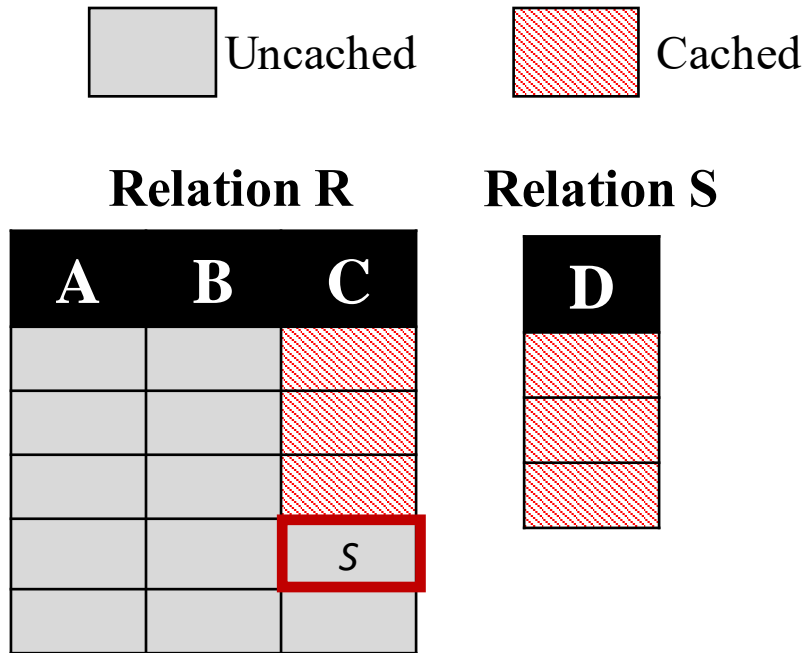 Uncached
Cached
Relation R
Relation S
A B C
D
S